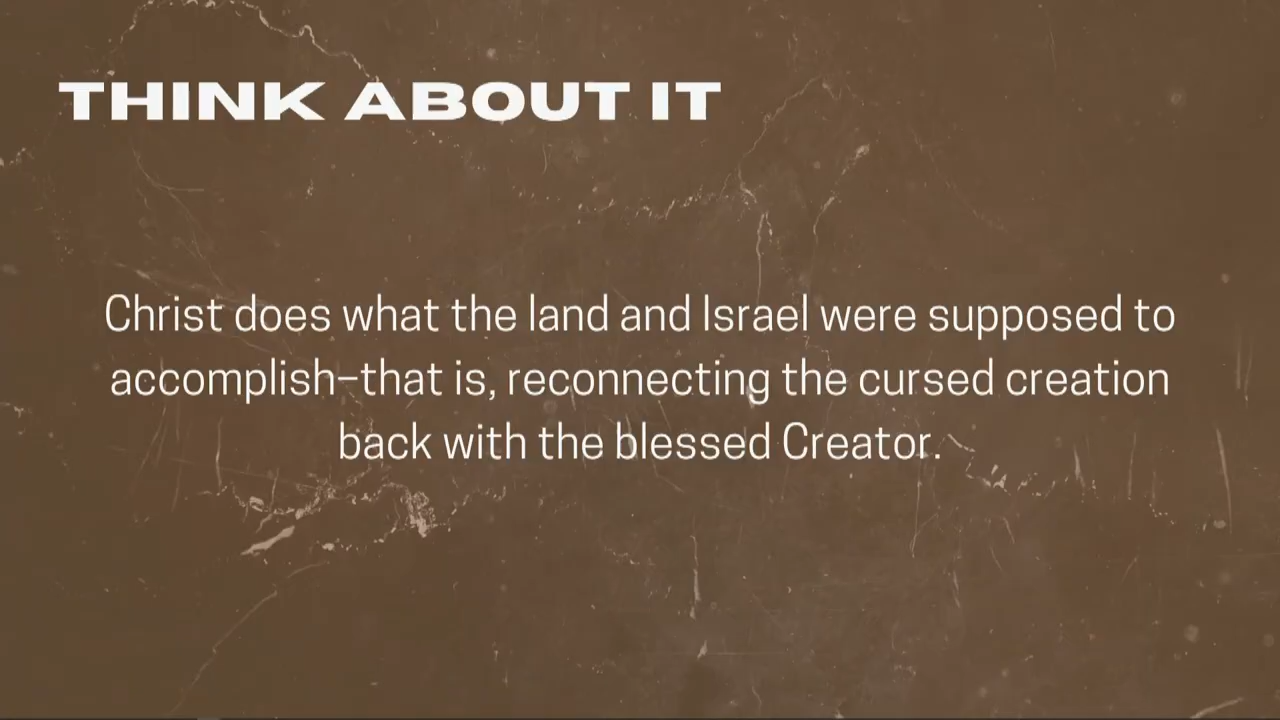 THINK ABOUT IT
Christ does what the land and Israel were supposed to
accomplish–that is, reconnecting the cursed creation
back with the blessed Creator.